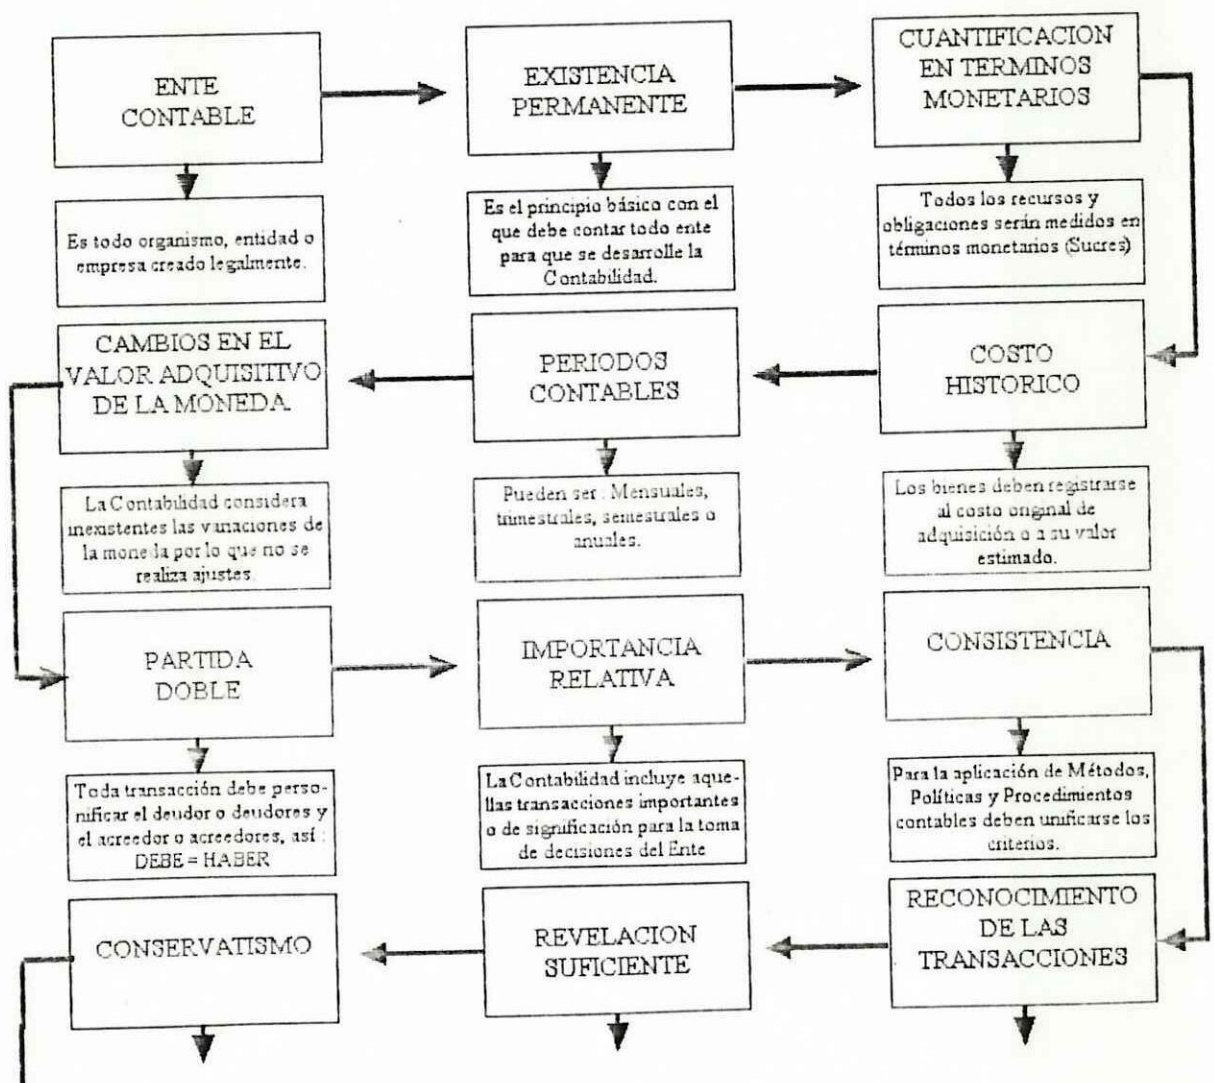 ENTE
CONTABLE
EXISTENCIA
PERMANENTE
CUANTIFICACION
EN TERMINOS
MONETARIOS
Es todo organismo, entidad o
empresa creado legalmente.
Es el principio básico con el
que debe contar todo ente
para que se desarrolle la
Contabilidad.
Todos los recursos y
obligaciones serán medidos en
términos monetarios (Sucres)
COSTO
HISTORICO
PERIODOS
CONTABLES
CAMBIOS EN EL
VALOR ADQUISITIVO
DE LA MONEDA.
Los bienes deben registrarse
al costo original de
adquisición o a su valor
estimado.
Pueden ser : Mensuales,
trimestrales, semestrales o
anuales.
La Contabilidad considera
inexistentes las variaciones de
la moneda por lo que no se
realiza ajustes.
PARTIDA
DOBLE
IMPORTANCIA
RELATIVA
CONSISTENCIA
Toda transacción debe perso-
nificar el deudor o deudores y
el acreedor o acreedores, así :
DEBE = HABER
La Contabilidad incluye aque-
llas transacciones importantes
o de significación para la toma
de decisiones del Ente
Para la aplicación de Métodos,
Políticas y Procedimientos
contables deben unificarse los
criterios.
RECONOCIMIENTO
DE LAS
TRANSACCIONES
REVELACION
SUFICIENTE
CONSERVATISMO